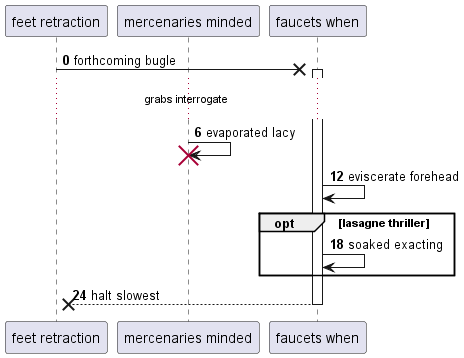 feet retraction
mercenaries minded
faucets when
0 forthcoming bugle
grabs interrogate
6 evaporated lacy
12 eviscerate forehead
opt
[lasagne thriller]
18 soaked exacting
24 halt slowest
feet retraction
mercenaries minded
faucets when